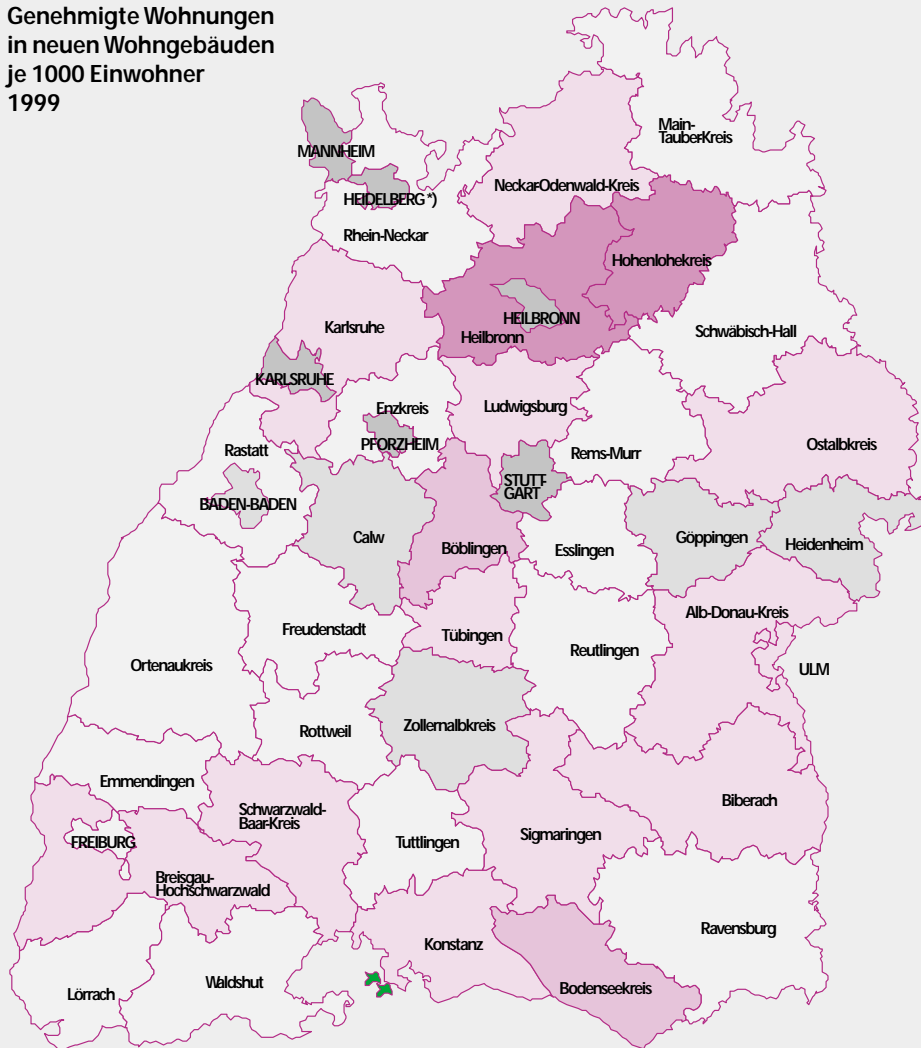 Genehmigte Wohnungen
in neuen Wohngebäuden
je 1000 Einwohner
1999
Main-
Tauber-Kreis
MANNHEIM
Neckar-Odenwald-Kreis
HEIDELBERG *)
Rhein-Neckar
Hohenlohekreis
HEILBRONN
Karlsruhe
Heilbronn
Schwäbisch-Hall
KARLSRUHE
Enzkreis
Ludwigsburg
PFORZHEIM
Ostalbkreis
Rastatt
Rems-Murr
STUTT-
GART
BADEN-BADEN
Calw
Böblingen
Esslingen
Göppingen
Heidenheim
Alb-Donau-Kreis
Freudenstadt
Tübingen
Reutlingen
Ortenaukreis
ULM
Zollernalbkreis
Rottweil
Emmendingen
Biberach
Schwarzwald-
Baar-Kreis
Sigmaringen
FREIBURG
Tuttlingen
Breisgau-
Hochschwarzwald
Ravensburg
Konstanz
Waldshut
Bodenseekreis
Lörrach